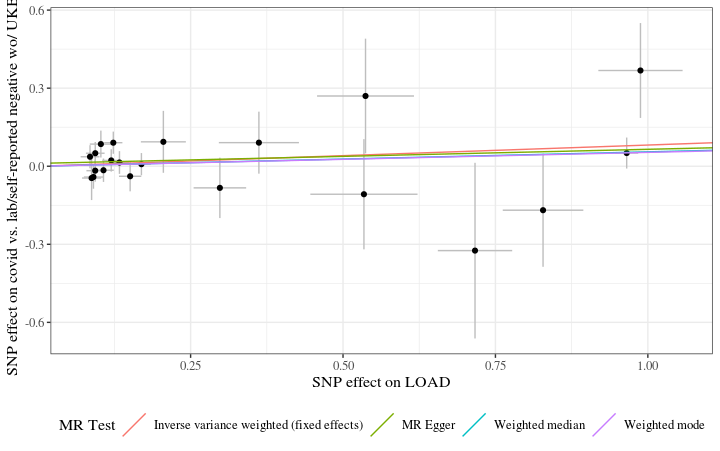 SNP effect on covid vs. lab/self-reported negative wo/ UKE
0.6
0.3
0.0
-0.3
-0.6
0.25
0.50
0.75
1.00
SNP effect on LOAD
MR Test
Inverse variance weighted (fixed effects)
MR Egger
Weighted median
Weighted mode